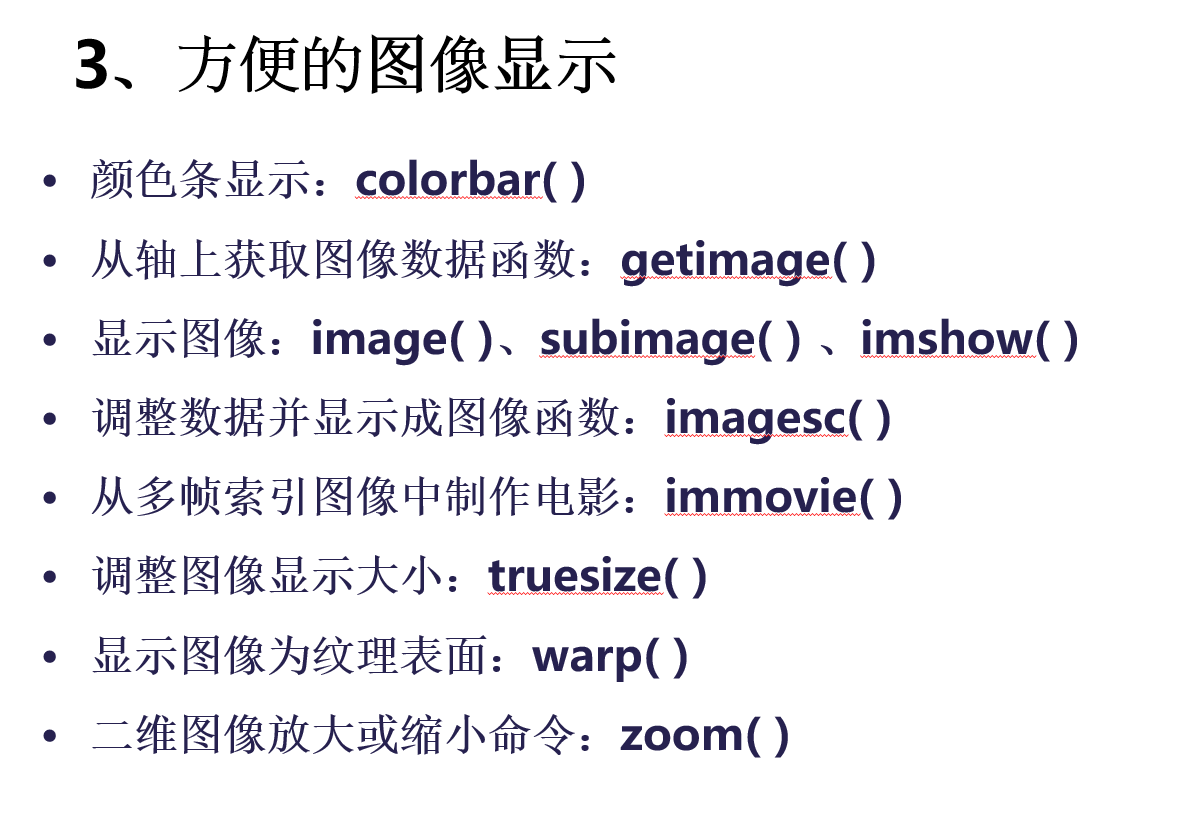 3、方便的图像显示
• 颜色条显示：colorbar( )
• 从轴上获取图像数据函数：getimage( )
• 显示图像：image( )、subimage( ) 、imshow( )
• 调整数据并显示成图像函数：imagesc( )
• 从多帧索引图像中制作电影：immovie( )
• 调整图像显示大小：truesize( )
• 显示图像为纹理表面：warp( )
• 二维图像放大或缩小命令：zoom( )